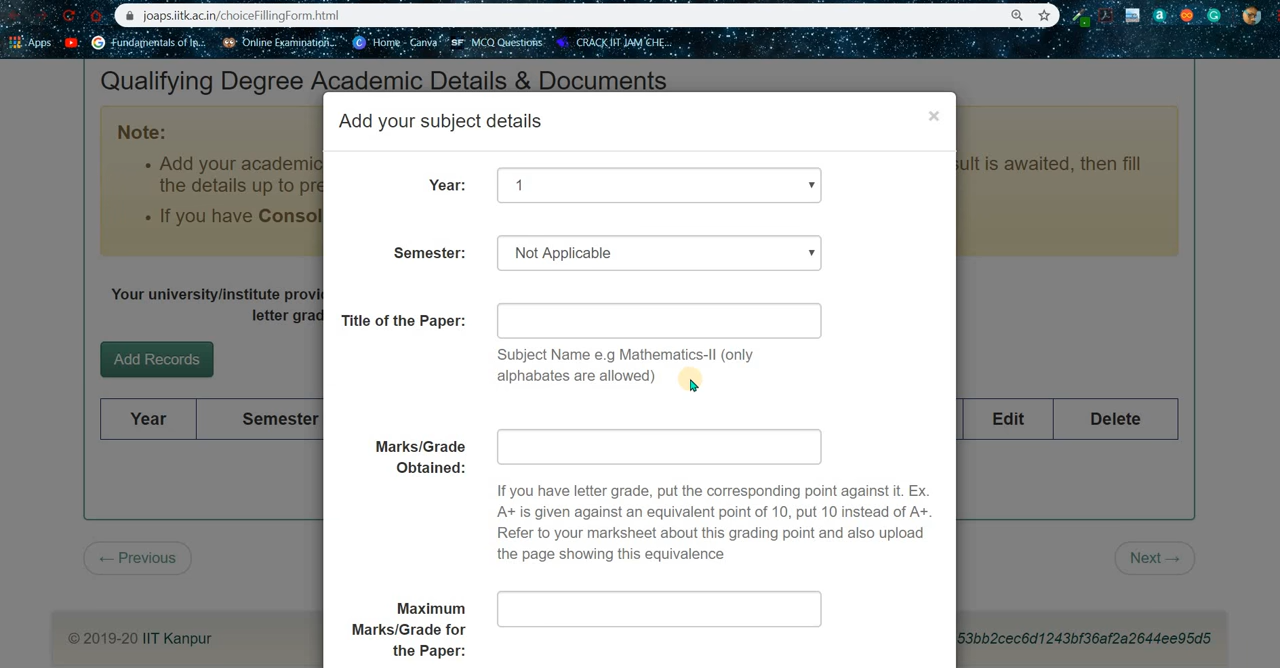 joaps.iitk.ac.in/choiceFillingForm.html
Apps
Fundamentals of In...
Online Examination...
Home - Canva
SF MCQ Questions
CRACK IIT JAM CHE...
Qualifying Degree Academic Details & Documents
Note:
Add your academic
sult is awaited, then fill
the details up to pre
If you have Consol
Your university/institute provi
letter grad
Add Records
Year
Semester
Edit
Delete
Add your subject details
×
Year:
1
Semester:
Not Applicable
Title of the Paper:
Subject Name e.g Mathematics-II (only
alphabates are allowed)
Marks/Grade
Obtained:
If you have letter grade, put the corresponding point against it. Ex.
A+ is given against an equivalent point of 10, put 10 instead of A+.
Refer to your marksheet about this grading point and also upload
the page showing this equivalence
Maximum
Marks/Grade for
the Paper:
← Previous
Next →
© 2019-20 IIT Kanpur
53bb2cec6d1243bf36af2a2644ee95d5